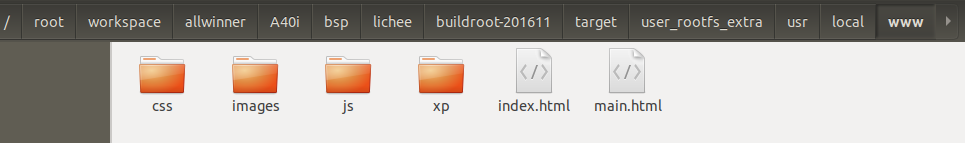 / root workspace allwinner A40i bsp lichee buildroot-201611 target user_rootfs_extra usr local www
css images js xp index.html main.html